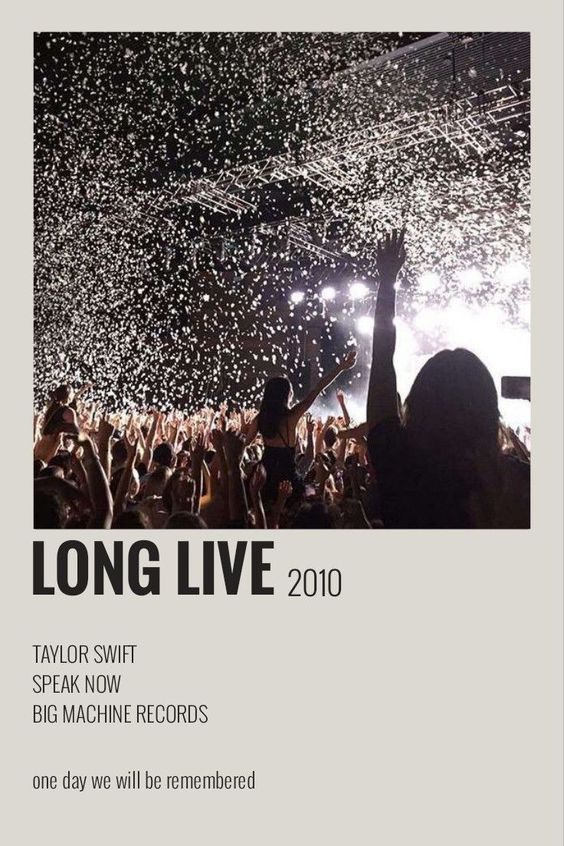 LONG LIVE 2010
TAYLOR SWIFT
SPEAK NOW
BIG MACHINE RECORDS
one day we will be remembered